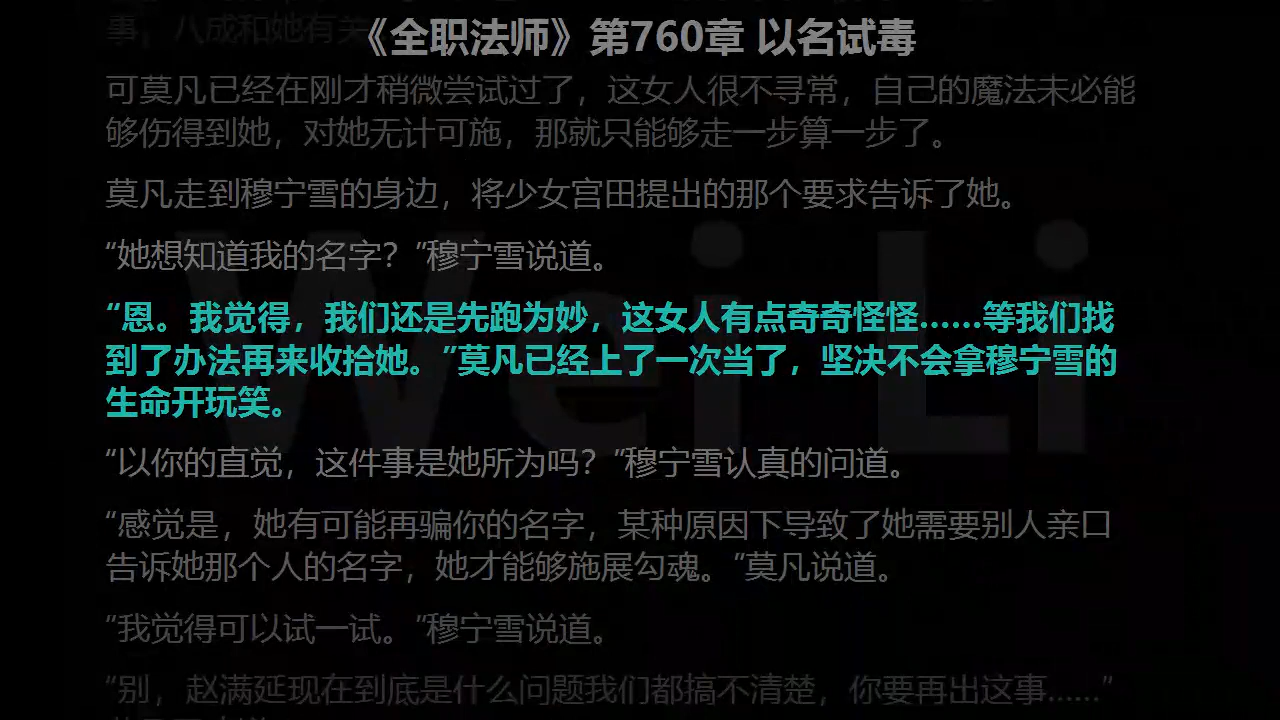 事，八成和她有关
《全职法师》第760章 以名试毒
可莫凡已经在刚才稍微尝试过了，这女人很不寻常，自己的魔法未必能
够伤得到她，对她无计可施，那就只能够走一步算一步了。
莫凡走到穆宁雪的身边，将少女宫田提出的那个要求告诉了她。
“她想知道我的名字？”穆宁雪说道。
“恩。我觉得，我们还是先跑为妙，这女人有点奇奇怪怪……等我们找
到了办法再来收拾她。”莫凡已经上了一次当了，坚决不会拿穆宁雪的
生命开玩笑。
“以你的直觉，这件事是她所为吗？”穆宁雪认真的问道。
“感觉是，她有可能再骗你的名字，某种原因下导致了她需要别人亲口
告诉她那个人的名字，她才能够施展勾魂。”莫凡说道。
“我觉得可以试一试。”穆宁雪说道。
“别，赵满延现在到底是什么问题我们都搞不清楚，你要再出这事……”
Wei Li